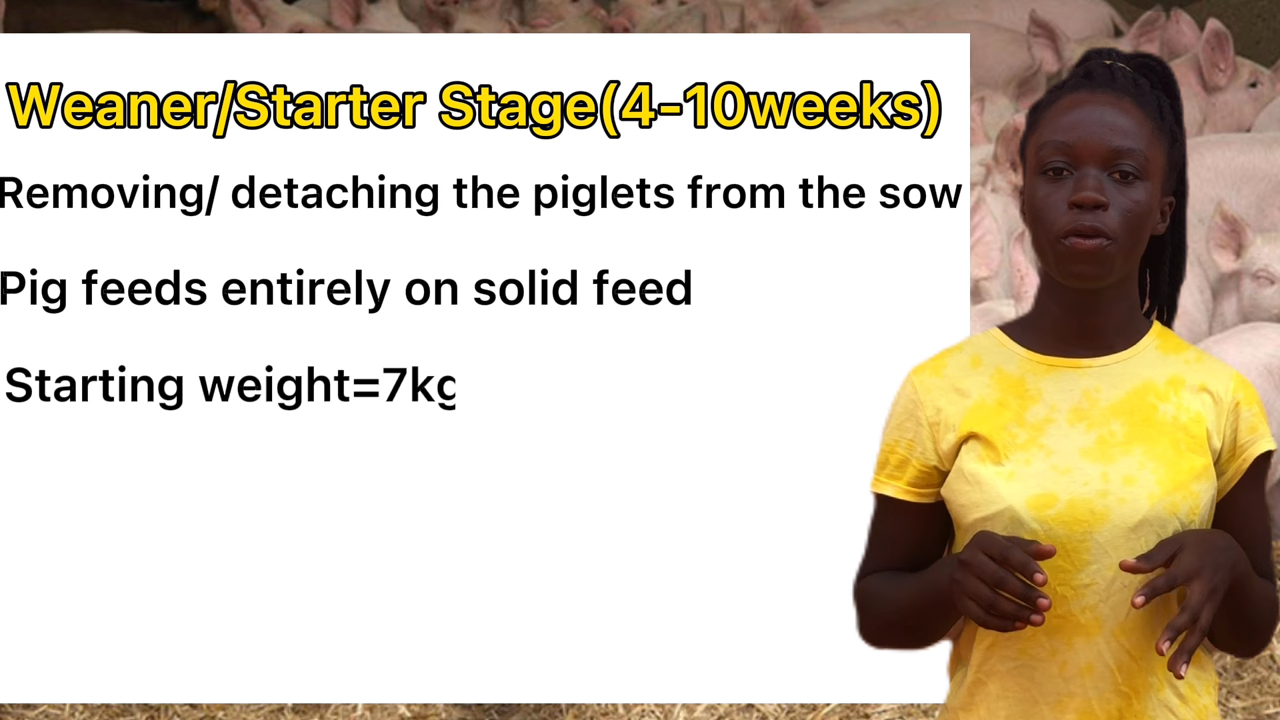 Weaner/Starter Stage(4-10weeks)
Removing/ detaching the piglets from the sow
Pig feeds entirely on solid feed
Starting weight=7kg